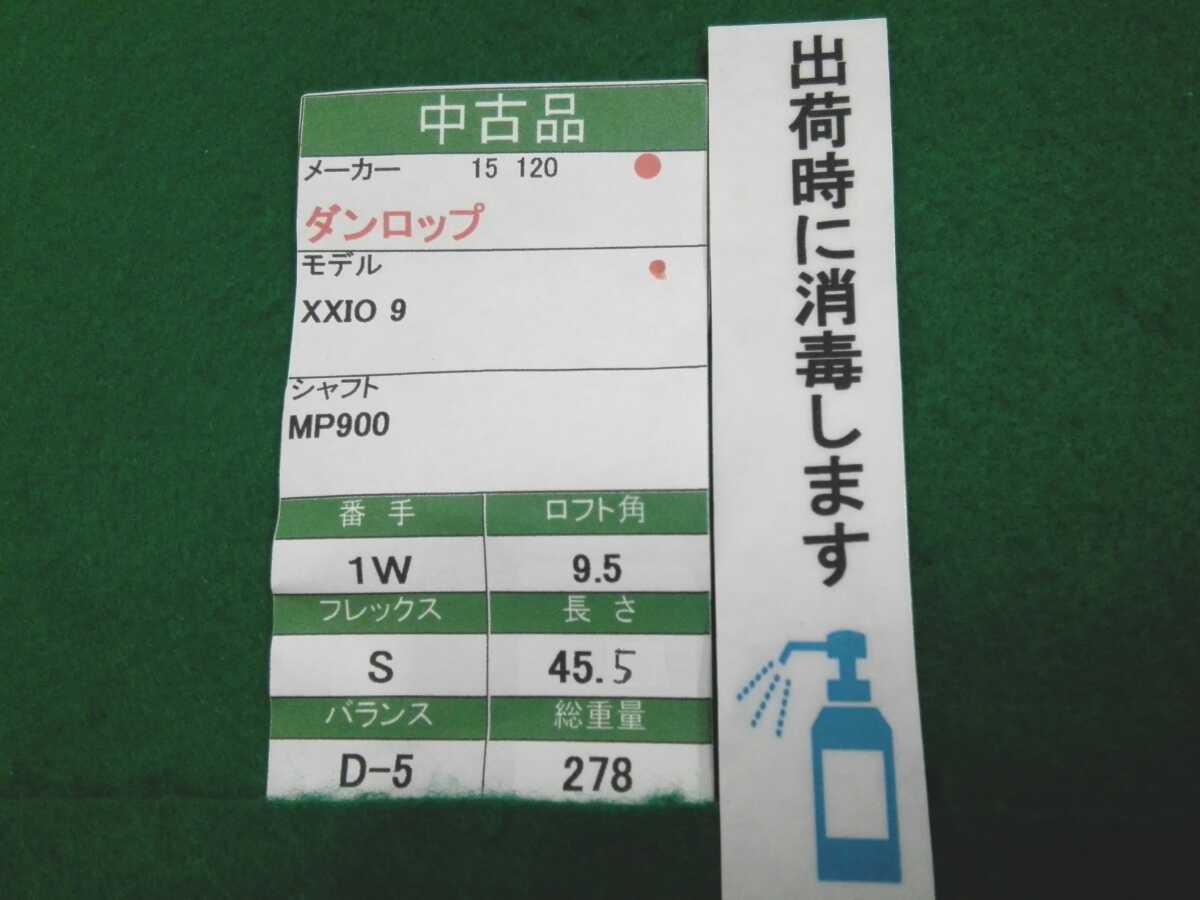 中古品
メーカー 15 120
ダンロップ
モデル
XXIO 9
シャフト
MP900
番手 ロフト角
1W 9.5
フレックス 長さ
S 45.5
バランス 総重量
D-5 278
出荷時に消毒します